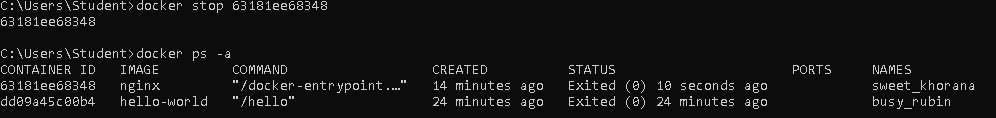 C:\Users\Student>docker stop 63181ee68348
63181ee68348
C:\Users\Student>docker ps -a
CONTAINER ID   IMAGE         COMMAND                  CREATED          STATUS                      PORTS     NAMES
63181ee68348   nginx         "/docker-entrypoint.…"   14 minutes ago   Exited (0) 10 seconds ago             sweet_khorana
dd09a45c00b4   hello-world   "/hello"                 24 minutes ago   Exited (0) 24 minutes ago             busy_rubin